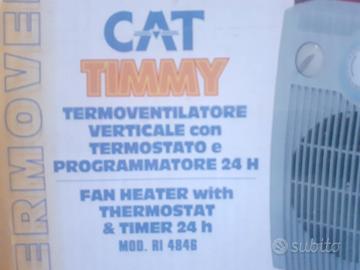 ERMOVE
CAT
TIMMY
TERMOVENTILATORE
VERTICALE con
TERMOSTATO e
PROGRAMMATORE 24 H
FAN HEATER with
THERMOSTAT
& TIMER 24 h
MOD. RI 4846
subito